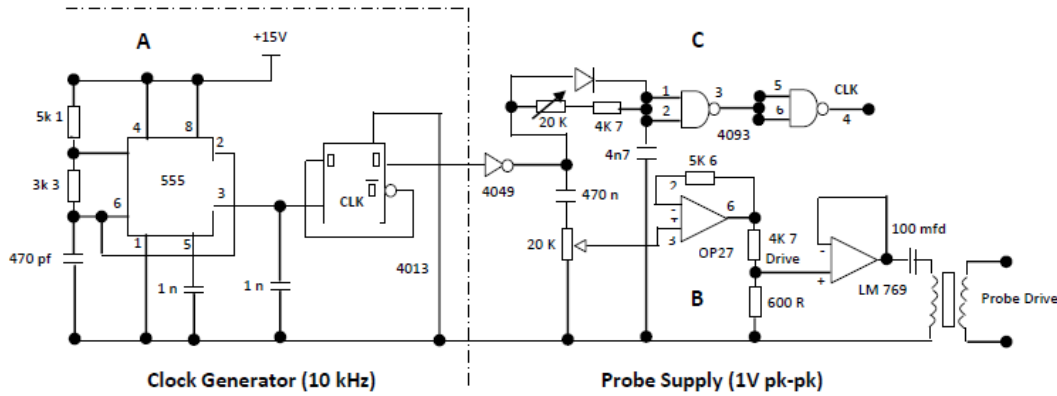 A
+15V
C
5k 1
4
8
2
3k 3
555
6
3
1
5
CLK
470 pf
1 n
1 n
4013
20 K
4K 7
1
2
3
4093
5
6
CLK
4
4n7
4049
470 n
5K 6
2
-
+
3
6
OP27
20 K
4K 7
Drive
B
600 R
-
+
LM 769
100 mfd
Probe Drive
Clock Generator (10 kHz)
Probe Supply (1V pk-pk)